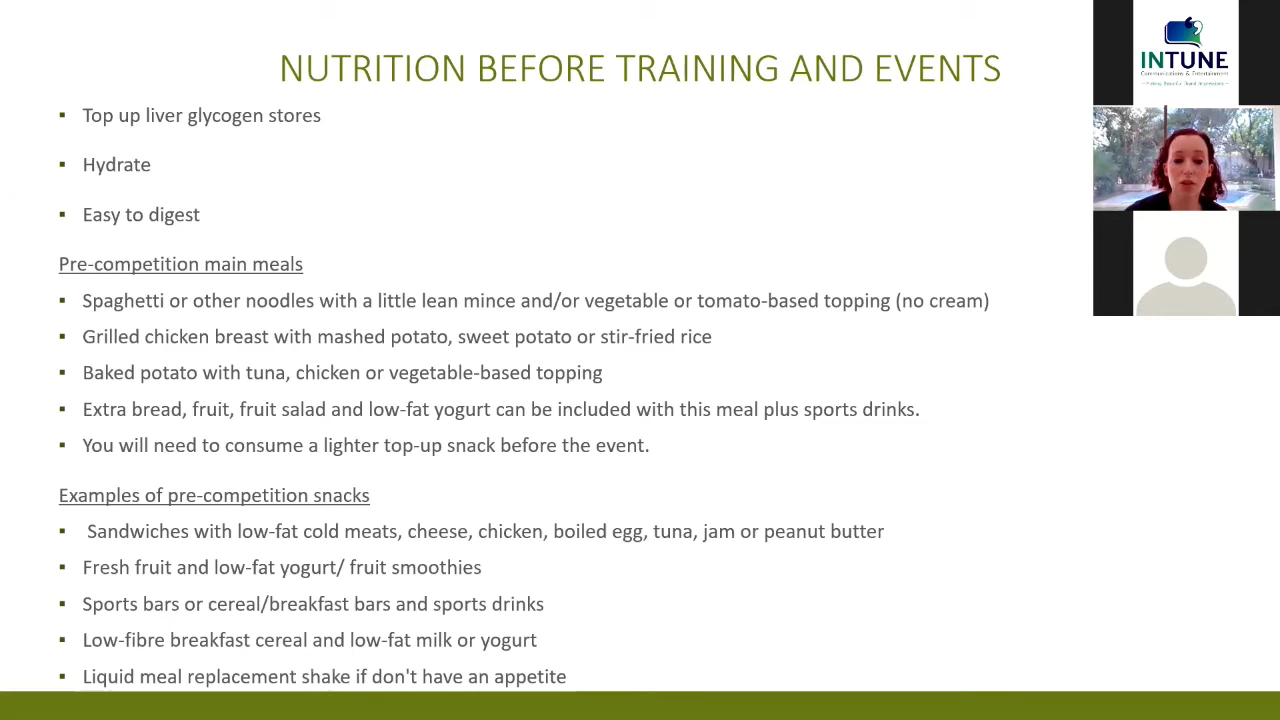 NUTRITION BEFORE TRAINING AND EVENTS
▪ Top up liver glycogen stores
▪ Hydrate
▪ Easy to digest
Pre-competition main meals
▪ Spaghetti or other noodles with a little lean mince and/or vegetable or tomato-based topping (no cream)
▪ Grilled chicken breast with mashed potato, sweet potato or stir-fried rice
▪ Baked potato with tuna, chicken or vegetable-based topping
▪ Extra bread, fruit, fruit salad and low-fat yogurt can be included with this meal plus sports drinks.
▪ You will need to consume a lighter top-up snack before the event.
Examples of pre-competition snacks
▪ Sandwiches with low-fat cold meats, cheese, chicken, boiled egg, tuna, jam or peanut butter
▪ Fresh fruit and low-fat yogurt/ fruit smoothies
▪ Sports bars or cereal/breakfast bars and sports drinks
▪ Low-fibre breakfast cereal and low-fat milk or yogurt
▪ Liquid meal replacement shake if don't have an appetite
INTUNE
Communications & Entertainment